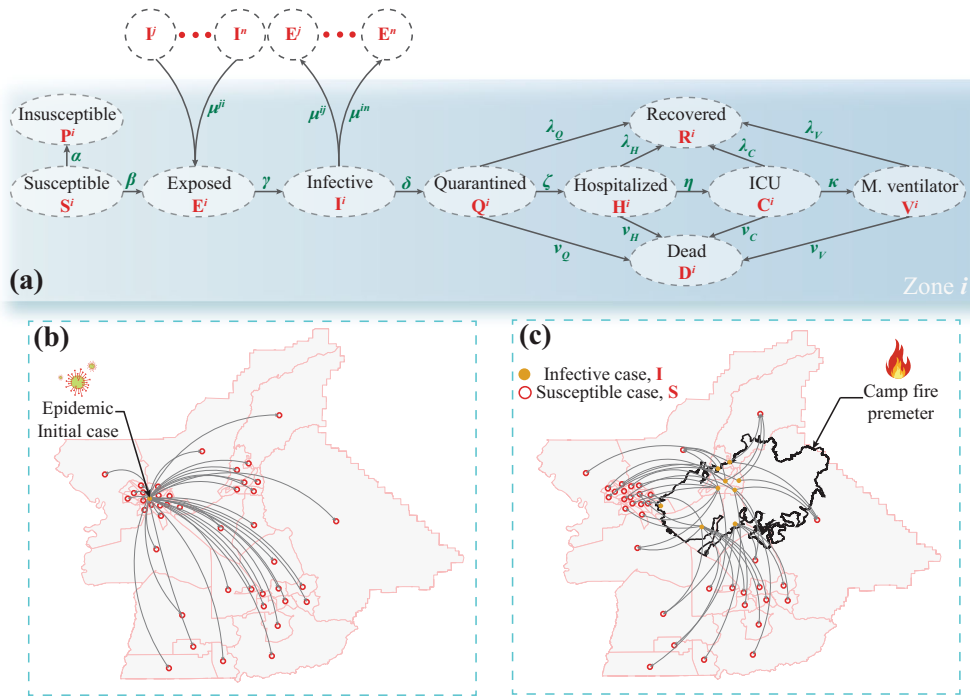 I^j I^n E^j E^n
μ^ji μ^ij μ^in
Insusceptible
P^i
α
Susceptible
S^i
β
Exposed
E^i
γ
Infective
I^i
δ
Quarantined
Q^i
ζ
Hospitalized
H^i
η
ICU
C^i
κ
M. ventilator
V^i
Recovered
R^i
λ_Q λ_H λ_C λ_V
Dead
D^i
ν_Q ν_H ν_C ν_V
(a)
Zone i
(b)
Epidemic
Initial case
(c)
Infective case, I
Susceptible case, S
Camp fire
premeter